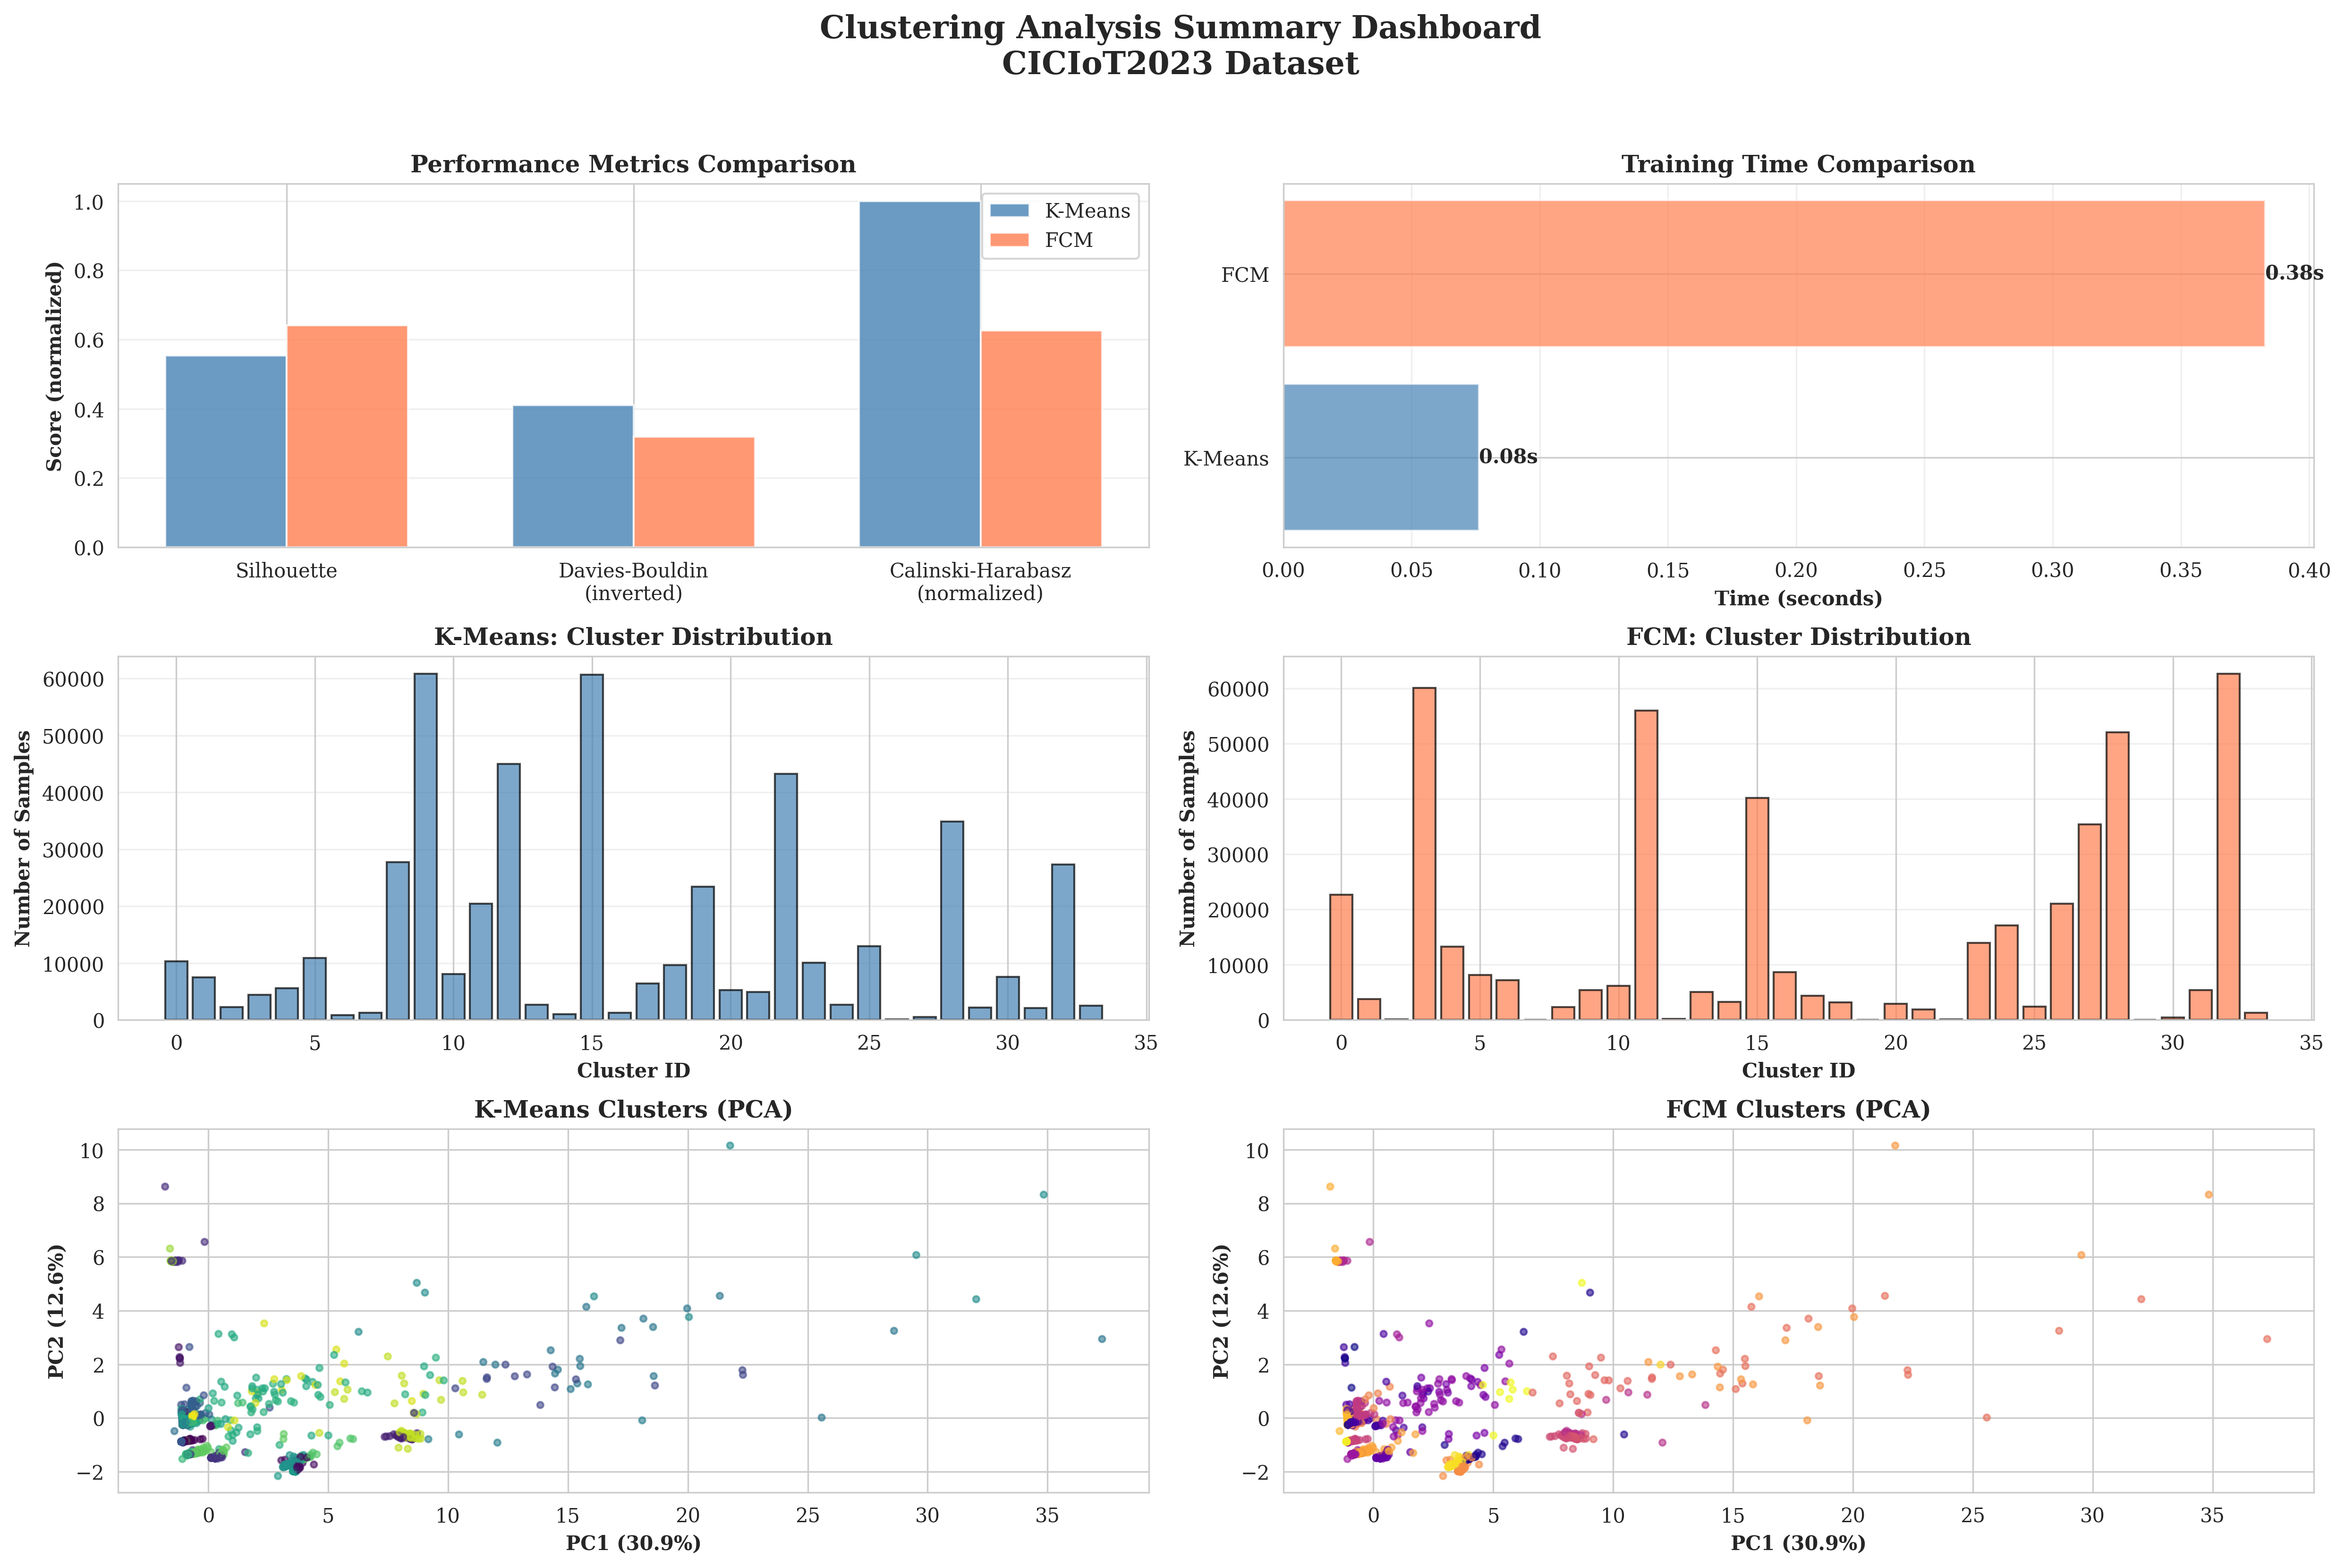 Clustering Analysis Summary Dashboard
CICIoT2023 Dataset
Performance Metrics Comparison
Score (normalized)
1.0
0.8
0.6
0.4
0.2
0.0
K-Means
FCM
Silhouette
Davies-Bouldin
(inverted)
Calinski-Harabasz
(normalized)
Training Time Comparison
FCM
K-Means
0.38s
0.08s
0.00 0.05 0.10 0.15 0.20 0.25 0.30 0.35 0.40
Time (seconds)
K-Means: Cluster Distribution
Number of Samples
60000
50000
40000
30000
20000
10000
0
0 5 10 15 20 25 30 35
Cluster ID
FCM: Cluster Distribution
Number of Samples
60000
50000
40000
30000
20000
10000
0
0 5 10 15 20 25 30 35
Cluster ID
K-Means Clusters (PCA)
PC2 (12.6%)
10
8
6
4
2
0
−2
0 5 10 15 20 25 30 35
PC1 (30.9%)
FCM Clusters (PCA)
PC2 (12.6%)
10
8
6
4
2
0
−2
0 5 10 15 20 25 30 35
PC1 (30.9%)